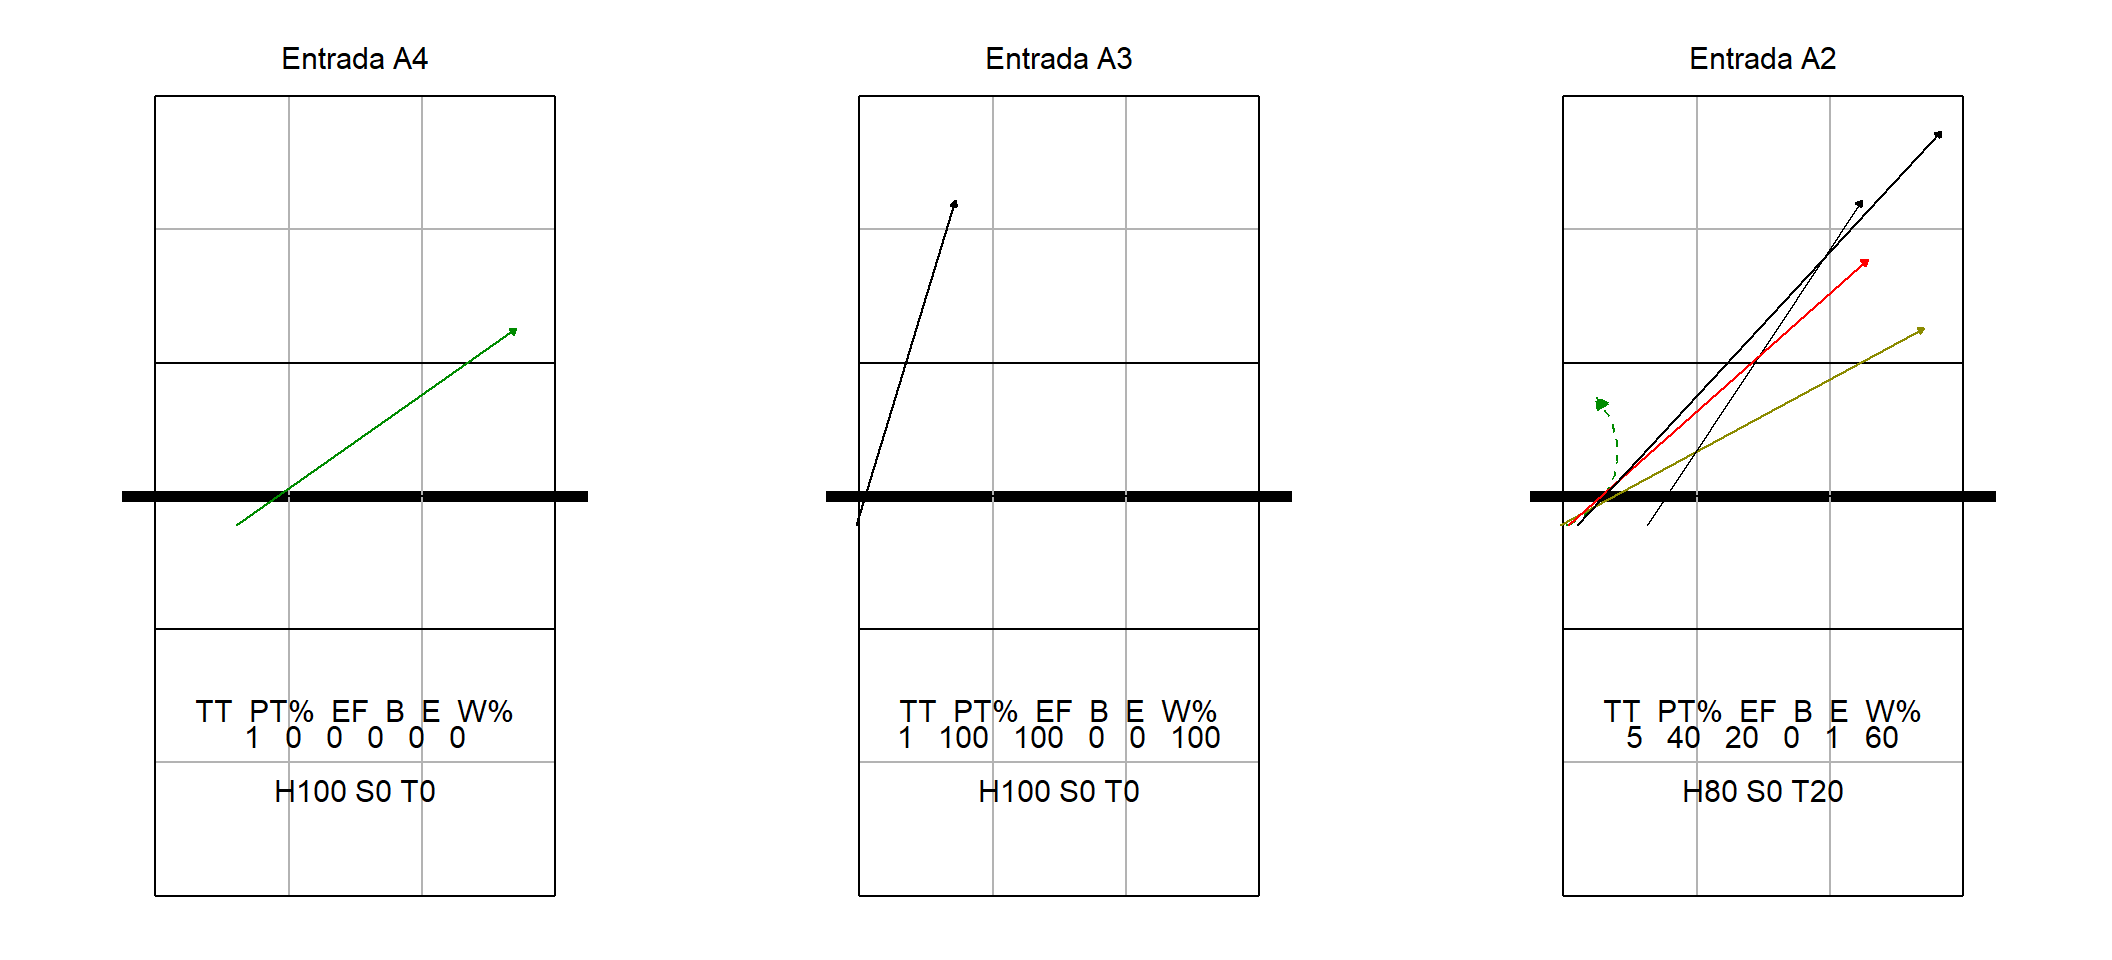 Entrada A4
TT PT% EF B E W%
1 0 0 0 0 0
H100 S0 T0
Entrada A3
TT PT% EF B E W%
1 100 100 0 0 100
H100 S0 T0
Entrada A2
TT PT% EF B E W%
5 40 20 0 1 60
H80 S0 T20